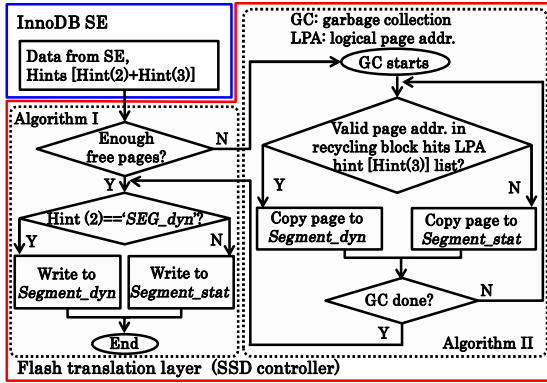 InnoDB SE
Data from SE,
Hints [Hint(2)+Hint(3)]
GC: garbage collection
LPA: logical page addr.
Algorithm I
Enough
free pages?
N
Y
Hint (2)=='SEG_dyn'?
Y
N
Write to
Segment_dyn
Write to
Segment_stat
End
GC starts
Valid page addr. in
recycling block hits LPA
hint [Hint(3)] list?
Y
N
Copy page to
Segment_dyn
Copy page to
Segment_stat
GC done?
N
Y
Algorithm II
Flash translation layer (SSD controller)